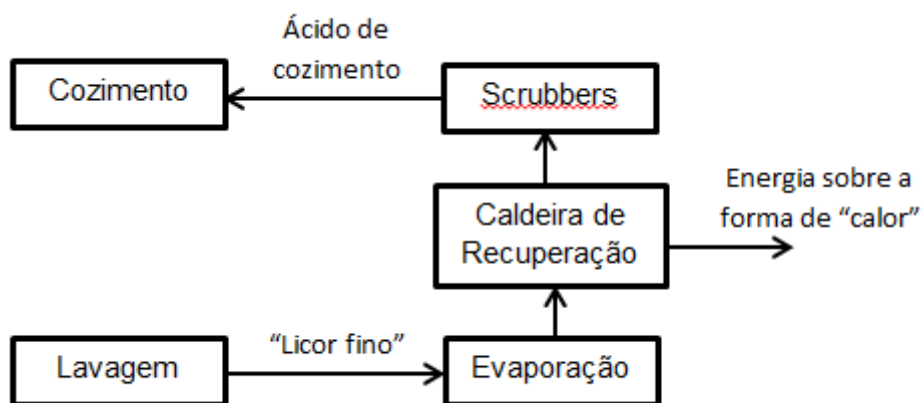 Ácido de
cozimento
Cozimento
Scrubbers
Energia sobre a
forma de “calor”
Caldeira de
Recuperação
“Licor fino”
Lavagem
Evaporação